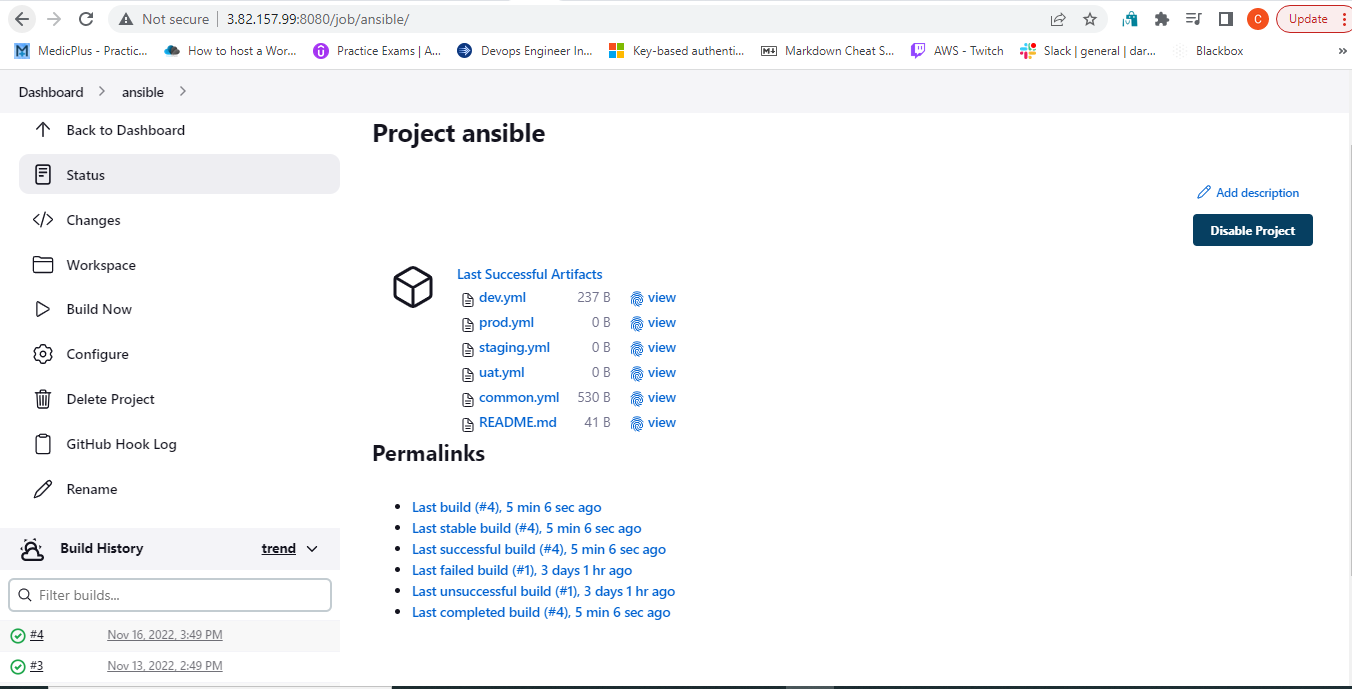 Not secure | 3.82.157.99:8080/job/ansible/
C
Update
MedicPlus - Practic...
How to host a Wor...
Practice Exams | A...
Devops Engineer In...
Key-based authenti...
Markdown Cheat S...
AWS - Twitch
Slack | general | dar...
Blackbox
»
Dashboard
ansible
Back to Dashboard
Status
Changes
Workspace
Build Now
Configure
Delete Project
GitHub Hook Log
Rename
Build History
trend
Filter builds...
#4 Nov 16, 2022, 3:49 PM
#3 Nov 13, 2022, 2:49 PM
Project ansible
Add description
Disable Project
Last Successful Artifacts
dev.yml 237 B view
prod.yml 0 B view
staging.yml 0 B view
uat.yml 0 B view
common.yml 530 B view
README.md 41 B view
Permalinks
Last build (#4), 5 min 6 sec ago
Last stable build (#4), 5 min 6 sec ago
Last successful build (#4), 5 min 6 sec ago
Last failed build (#1), 3 days 1 hr ago
Last unsuccessful build (#1), 3 days 1 hr ago
Last completed build (#4), 5 min 6 sec ago